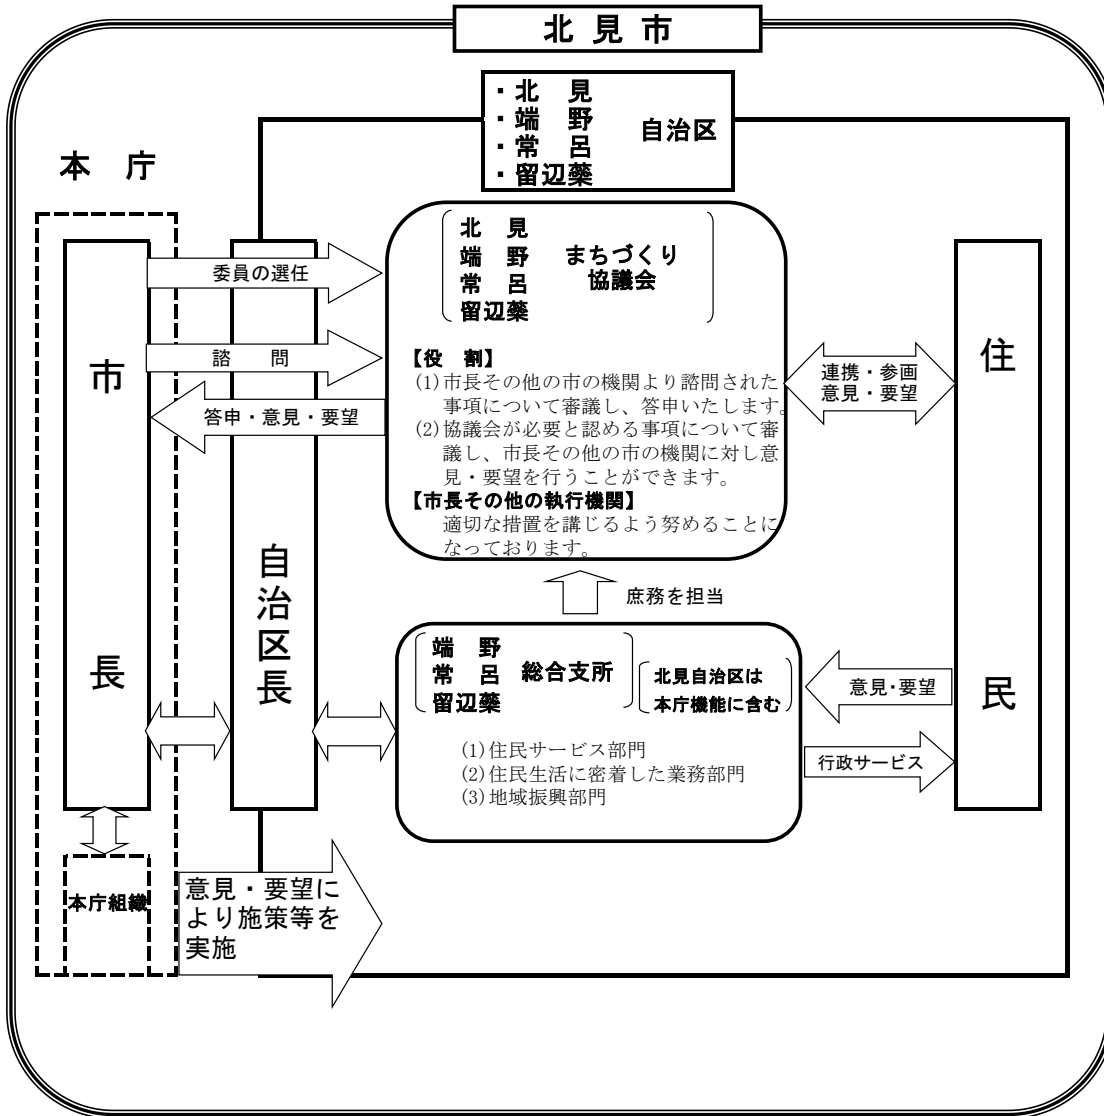 北見市
・北　見
・端　野
・常　呂
・留辺蘂
自治区
本　庁
北　見
端　野
常　呂
留辺蘂
まちづくり
協議会
委員の選任
諮　　問
答申・意見・要望
市長
自治区長
【役　割】
(1)市長その他の市の機関より諮問された
事項について審議し、答申いたします。
(2)協議会が必要と認める事項について審
議し、市長その他の市の機関に対し意
見・要望を行うことができます。
【市長その他の執行機関】
適切な措置を講じるよう努めることに
なっております。
連携・参画
意見・要望
住民
庶務を担当
端　野
常　呂
留辺蘂
総合支所
北見自治区は
本庁機能に含む
(1)住民サービス部門
(2)住民生活に密着した業務部門
(3)地域振興部門
意見・要望
行政サービス
本庁組織
意見・要望に
より施策等を
実施